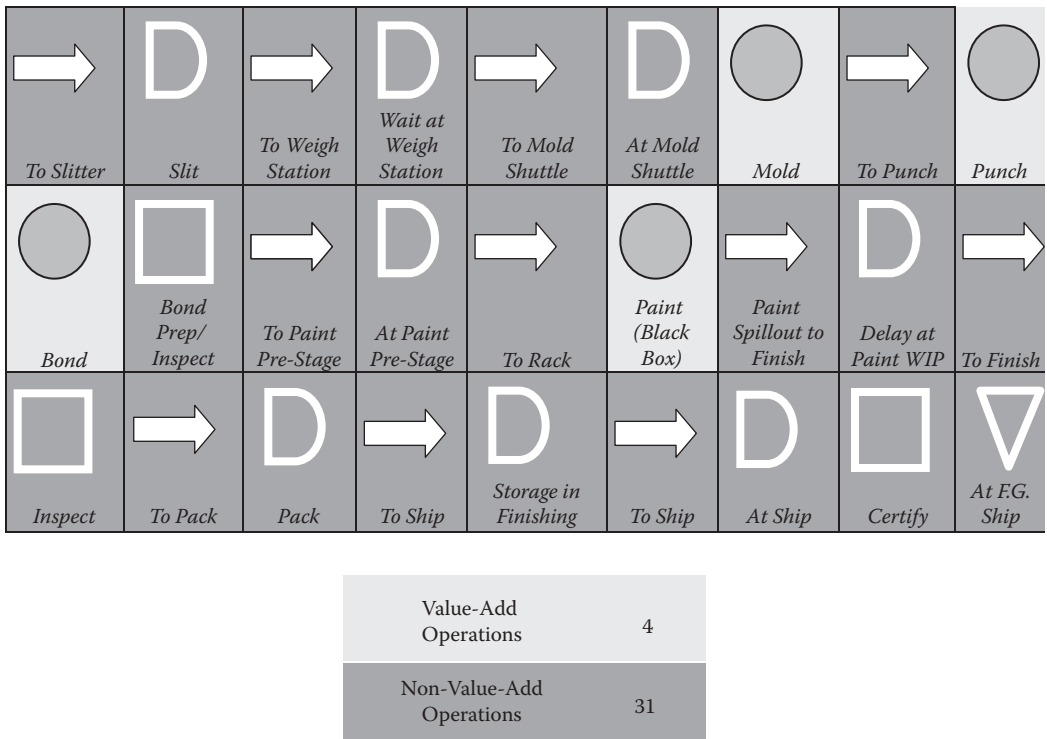 To Slitter
Slit
To Weigh
Station
Wait at
Weigh
Station
To Mold
Shuttle
At Mold
Shuttle
Mold
To Punch
Punch
Bond
Bond
Prep/
Inspect
To Paint
Pre-Stage
At Paint
Pre-Stage
To Rack
Paint
(Black
Box)
Paint
Spillout to
Finish
Delay at
Paint WIP
To Finish
Inspect
To Pack
Pack
To Ship
Storage in
Finishing
To Ship
At Ship
Certify
At F.G.
Ship
Value-Add
Operations
4
Non-Value-Add
Operations
31